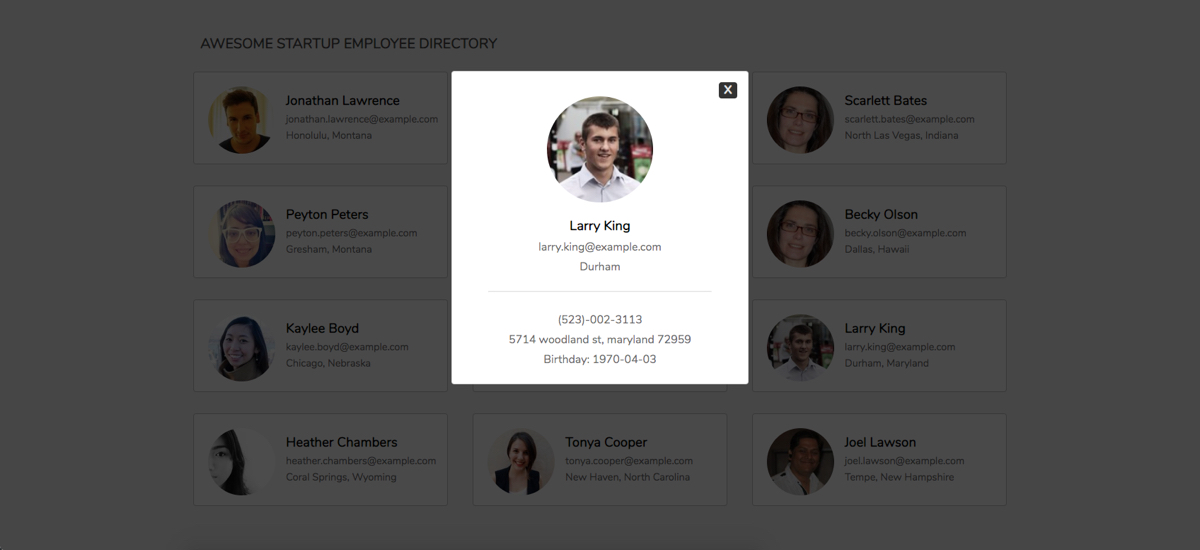 AWESOME STARTUP EMPLOYEE DIRECTORY
Jonathan Lawrence
jonathan.lawrence@example.com
Honolulu, Montana
X
Larry King
larry.king@example.com
Durham
(523)-002-3113
5714 woodland st, maryland 72959
Birthday: 1970-04-03
Scarlett Bates
scarlett.bates@example.com
North Las Vegas, Indiana
Peyton Peters
peyton.peters@example.com
Gresham, Montana
Becky Olson
becky.olson@example.com
Dallas, Hawaii
Kaylee Boyd
kaylee.boyd@example.com
Chicago, Nebraska
Larry King
larry.king@example.com
Durham, Maryland
Heather Chambers
heather.chambers@example.com
Coral Springs, Wyoming
Tonya Cooper
tonya.cooper@example.com
New Haven, North Carolina
Joel Lawson
joel.lawson@example.com
Tempe, New Hampshire